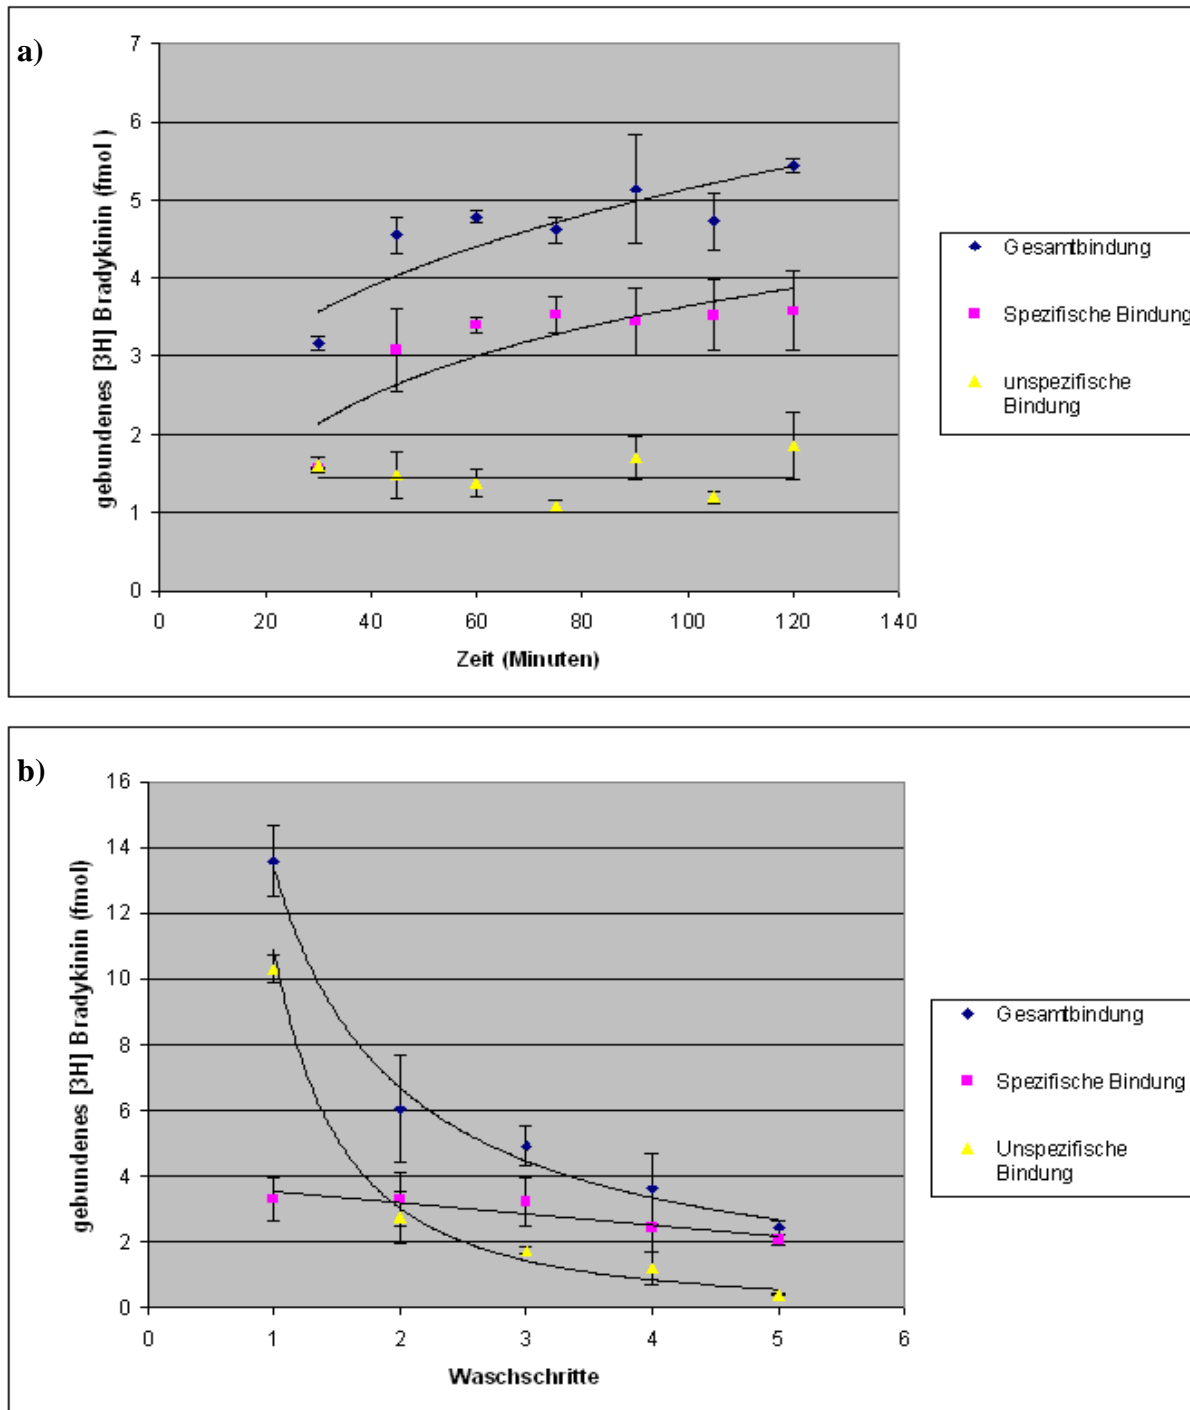 a)
7
6
5
4
3
2
1
0
gebundenes [3H] Bradykinin (fmol )
0 20 40 60 80 100 120 140
Zeit (Minuten)
Gesamtbindung
Spezifische Bindung
unspezifische
Bindung
b)
16
14
12
10
8
6
4
2
0
gebundenes [3H] Bradykinin (fmol)
0 1 2 3 4 5 6
Waschschritte
Gesamtbindung
Spezifische Bindung
Unspezifische
Bindung